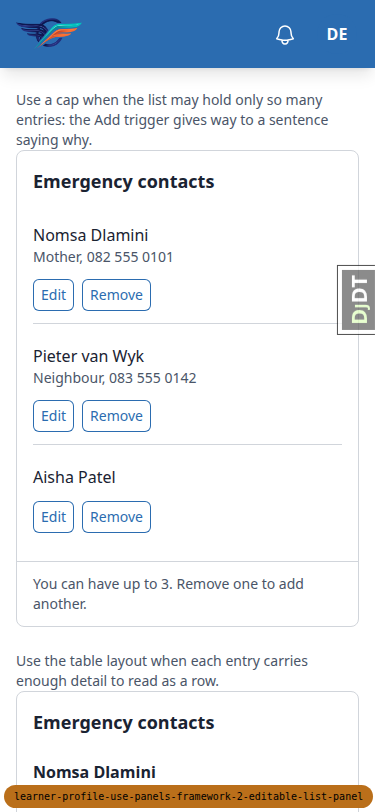 DE
Use a cap when the list may hold only so many
entries: the Add trigger gives way to a sentence
saying why.
Emergency contacts
Nomsa Dlamini
Mother, 082 555 0101
Edit Remove
DjDT
Pieter van Wyk
Neighbour, 083 555 0142
Edit Remove
Aisha Patel
Edit Remove
You can have up to 3. Remove one to add
another.
Use the table layout when each entry carries
enough detail to read as a row.
Emergency contacts
Nomsa Dlamini
learner-profile-use-panels-framework-2-editable-list-panel